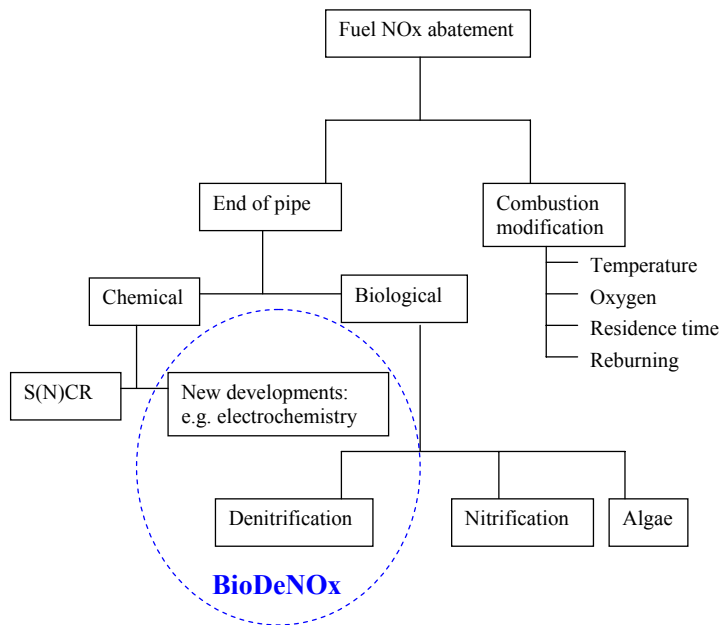 Fuel NOx abatement
End of pipe
Combustion
modification
Temperature
Oxygen
Residence time
Reburning
Chemical
Biological
S(N)CR
New developments:
e.g. electrochemistry
Denitrification
Nitrification
Algae
BioDeNOx